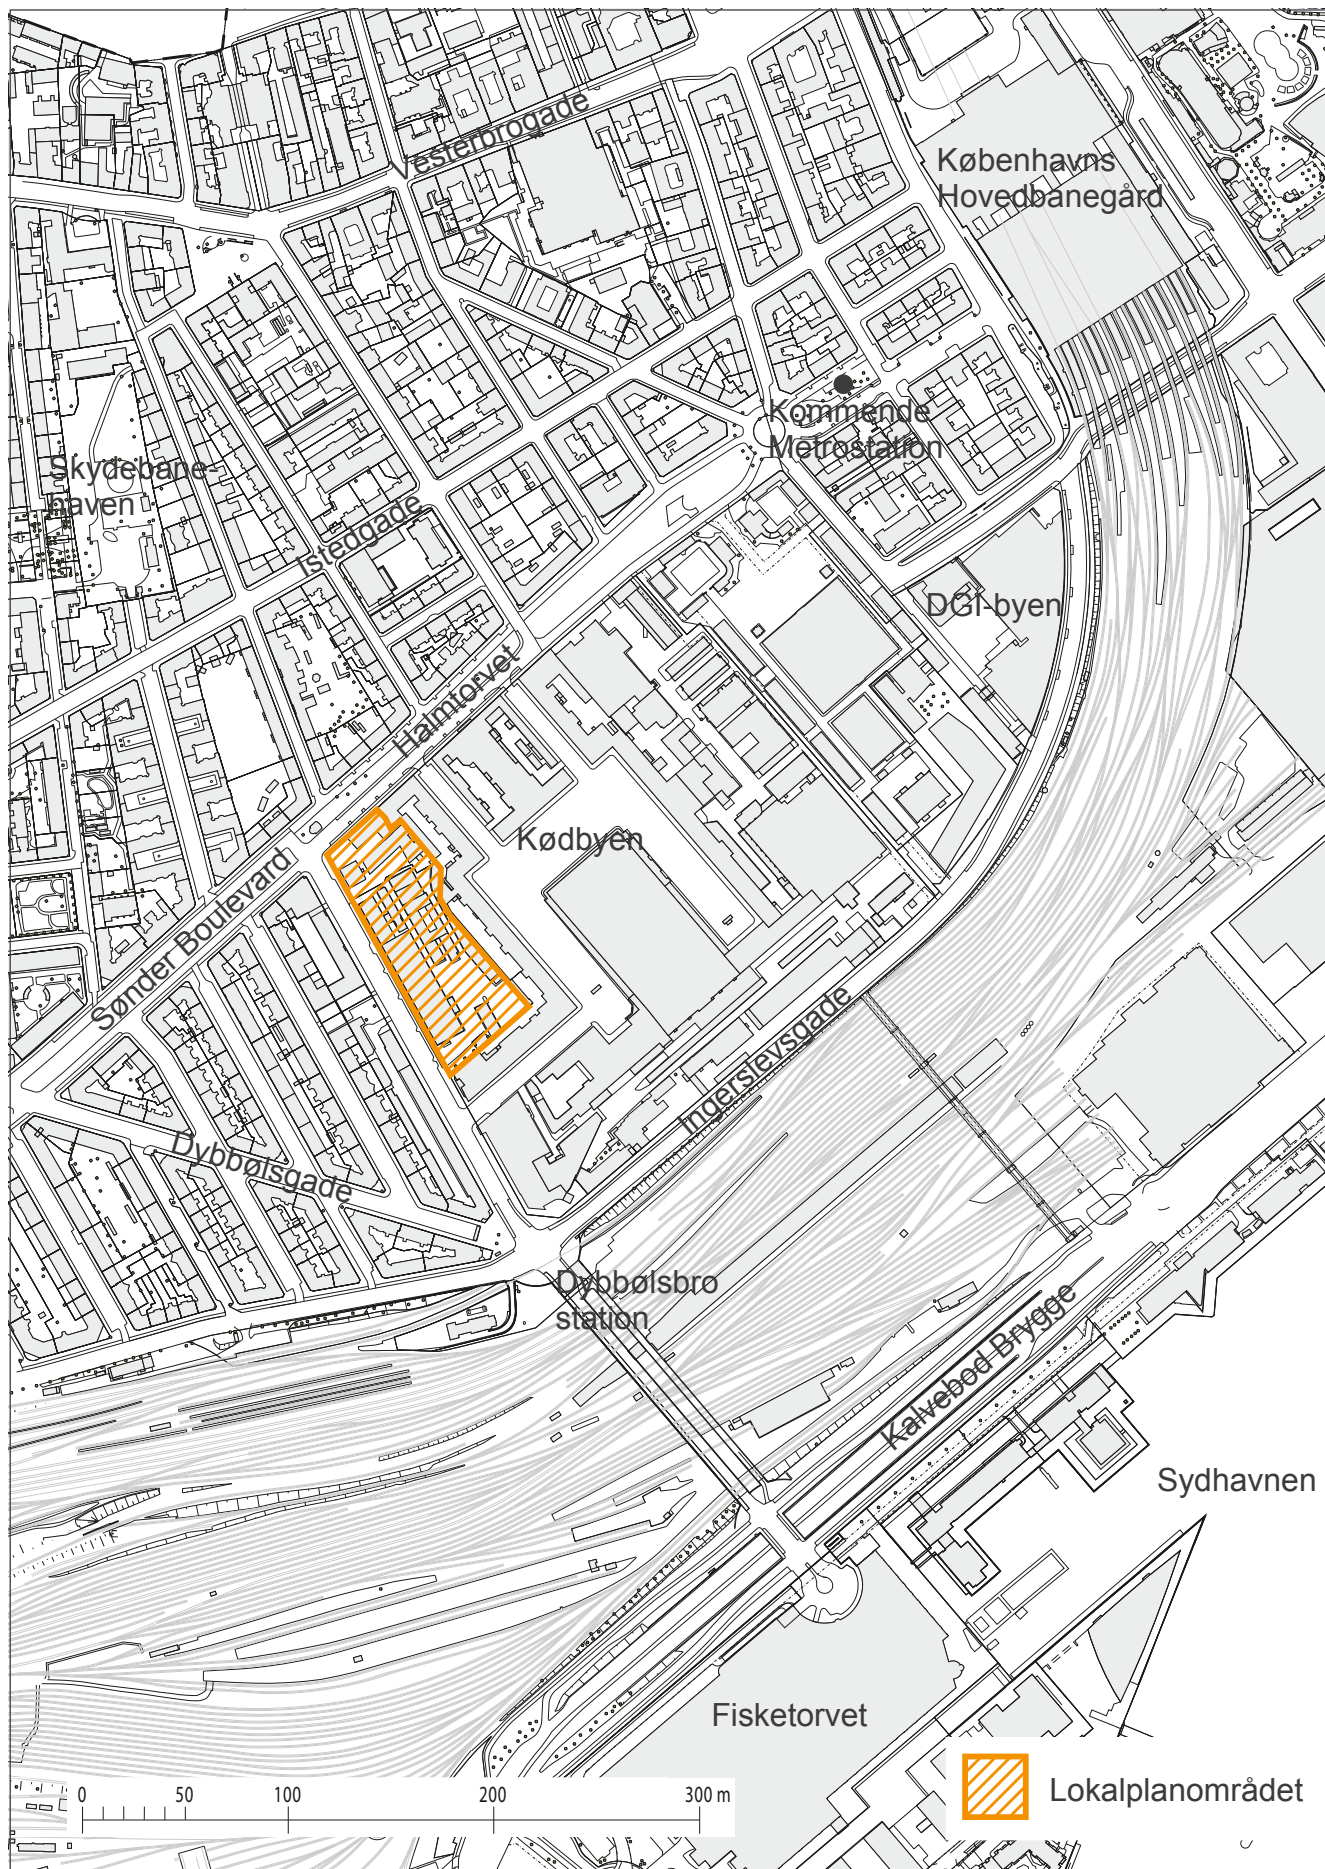 Vesterbrogade
Københavns
Hovedbanegård
Kommende
Metrostation
Skydebane-
haven
Istedgade
DGI-byen
Halmtorvet
Kødbyen
Sønder Boulevard
Ingerslevsgade
Dybbølsgade
Dybbølsbro
station
Kalvebod Brygge
Sydhavnen
Fisketorvet
0 50 100 200 300 m
Lokalplanområdet